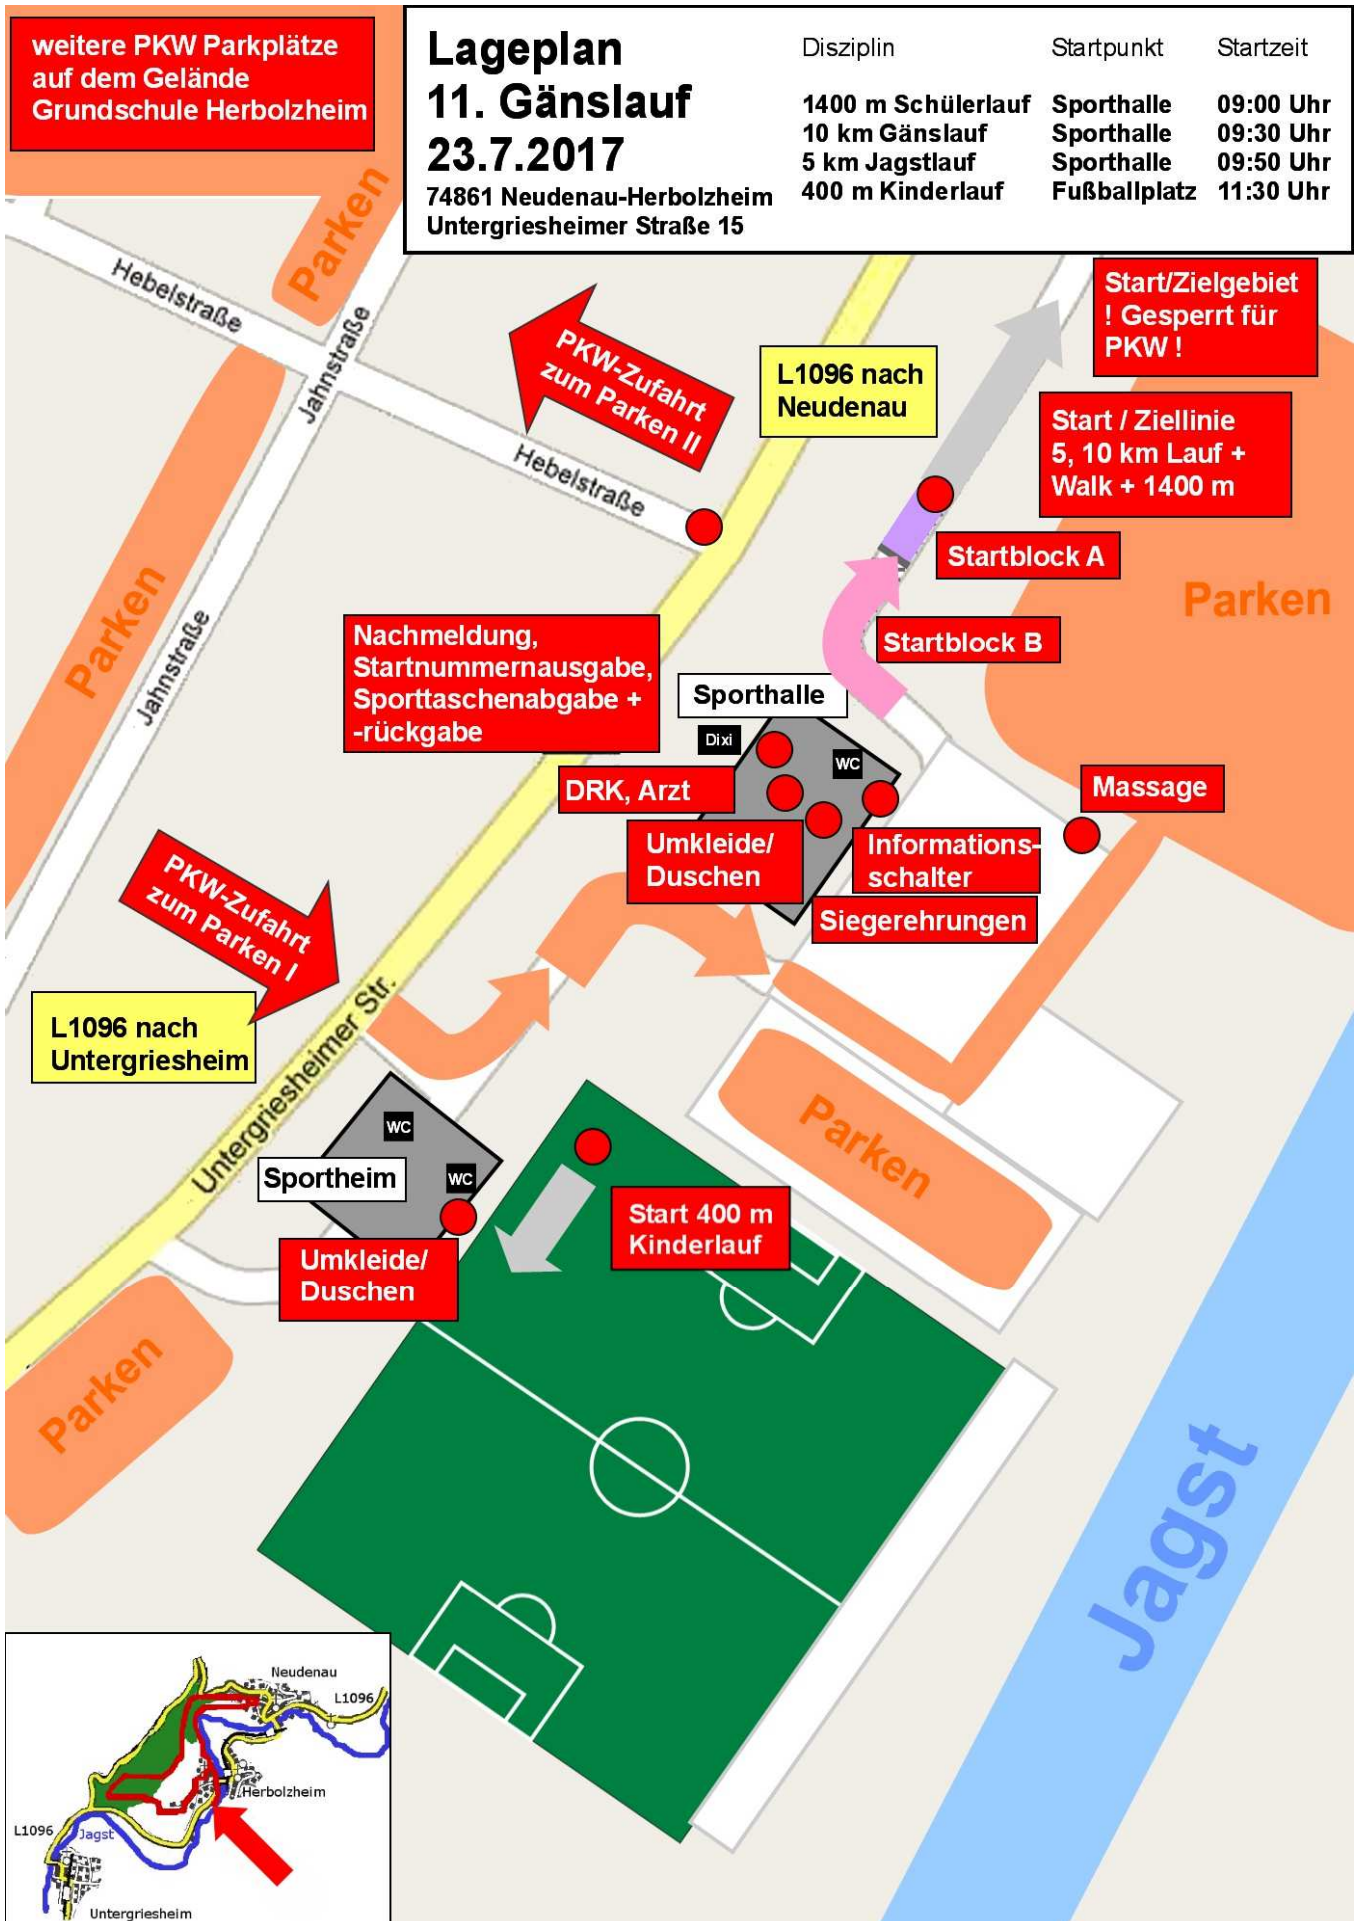 weitere PKW Parkplätze
auf dem Gelände
Grundschule Herbolzheim
Lageplan
11. Gänslauf
23.7.2017
74861 Neudenau-Herbolzheim
Untergriesheimer Straße 15
Disziplin Startpunkt Startzeit
1400 m Schülerlauf Sporthalle 09:00 Uhr
10 km Gänslauf Sporthalle 09:30 Uhr
5 km Jagstlauf Sporthalle 09:50 Uhr
400 m Kinderlauf Fußballplatz 11:30 Uhr
Parken
Hebelstraße
Jahnstraße
PKW-Zufahrt
zum Parken II
Hebelstraße
L1096 nach
Neudenau
Start/Zielgebiet
! Gesperrt für
PKW !
Start / Ziellinie
5, 10 km Lauf +
Walk + 1400 m
Startblock A
Parken
Startblock B
Parken
Jahnstraße
Nachmeldung,
Startnummernausgabe,
Sporttaschenabgabe +
-rückgabe
Sporthalle
Dixi
WC
DRK, Arzt
Massage
Umkleide/
Duschen
Informations-
schalter
Siegerehrungen
PKW-Zufahrt
zum Parken I
L1096 nach
Untergriesheim
Untergriesheimer Str.
WC
Sportheim
WC
Umkleide/
Duschen
Start 400 m
Kinderlauf
Parken
Parken
Jagst
Neudenau
L1096
Herbolzheim
L1096
Jagst
Untergriesheim